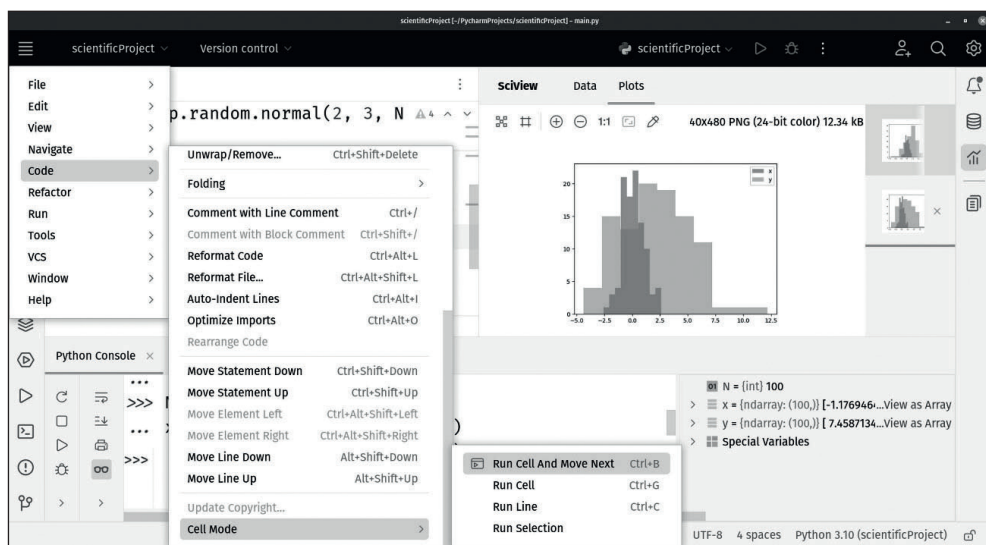 scientificProject [~/PycharmProjects/scientificProject] – main.py
scientificProject
Version control
scientificProject
File
Edit
View
Navigate
Code
Refactor
Run
Tools
VCS
Window
Help
p.random.normal(2, 3, N
4
Unwrap/Remove... Ctrl+Shift+Delete
Folding
Comment with Line Comment Ctrl+/
Comment with Block Comment Ctrl+Shift+/
Reformat Code Ctrl+Alt+L
Reformat File... Ctrl+Alt+Shift+L
Auto-Indent Lines Ctrl+Alt+I
Optimize Imports Ctrl+Alt+O
Rearrange Code
Move Statement Down Ctrl+Shift+Down
Move Statement Up Ctrl+Shift+Up
Move Element Left Ctrl+Alt+Shift+Left
Move Element Right Ctrl+Alt+Shift+Right
Move Line Down Alt+Shift+Down
Move Line Up Alt+Shift+Up
Update Copyright...
Cell Mode
Run Cell And Move Next Ctrl+B
Run Cell Ctrl+G
Run Line Ctrl+C
Run Selection
SciView Data Plots
1:1
40x480 PNG (24-bit color) 12.34 kB
x
y
20
15
10
5
0
-5.0 -2.5 0.0 2.5 5.0 7.5 10.0 12.5
Python Console
...
>>>
...
>>>
)
01 N = {int} 100
x = {ndarray: (100,)} [-1.176946...View as Array
y = {ndarray: (100,)} [ 7.4587134...View as Array
Special Variables
UTF-8 4 spaces Python 3.10 (scientificProject)